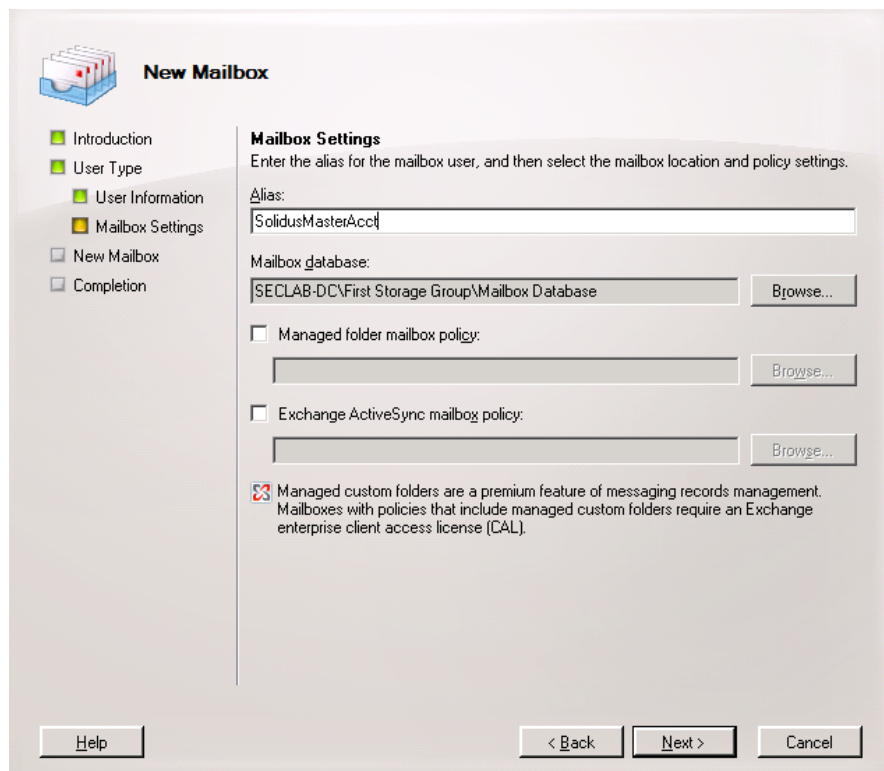 New Mailbox
Introduction
User Type
User Information
Mailbox Settings
New Mailbox
Completion
Mailbox Settings
Enter the alias for the mailbox user, and then select the mailbox location and policy settings.
Alias:
SolidusMasterAcct
Mailbox database:
SECLAB-DC\First Storage Group\Mailbox Database
Browse...
Managed folder mailbox policy:
Browse...
Exchange ActiveSync mailbox policy:
Browse...
Managed custom folders are a premium feature of messaging records management.
Mailboxes with policies that include managed custom folders require an Exchange
enterprise client access license (CAL).
Help
< Back
Next >
Cancel